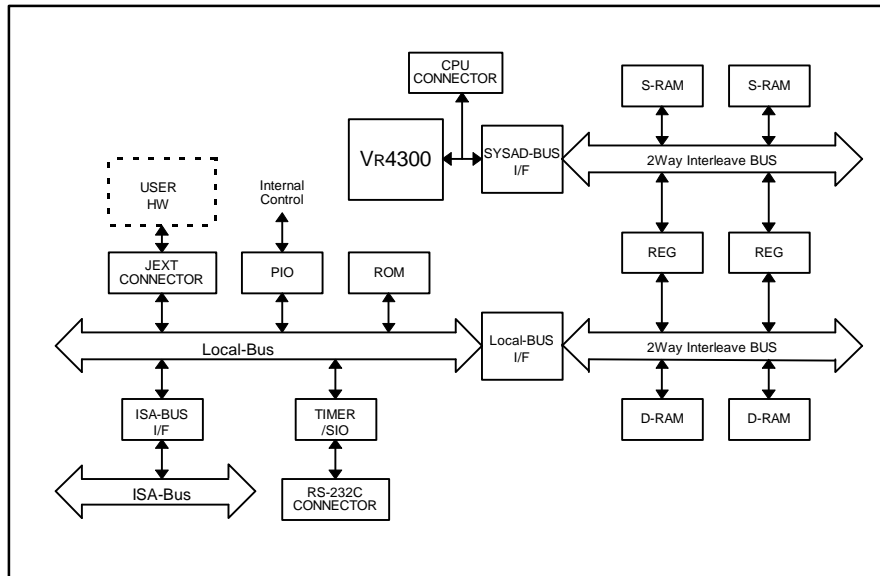 CPU
CONNECTOR
S-RAM
S-RAM
VR4300
SYSAD-BUS
I/F
2Way Interleave BUS
USER
HW
Internal
Control
JEXT
CONNECTOR
PIO
ROM
REG
REG
Local-Bus
Local-BUS
I/F
2Way Interleave BUS
ISA-BUS
I/F
TIMER
/SIO
D-RAM
D-RAM
ISA-Bus
RS-232C
CONNECTOR